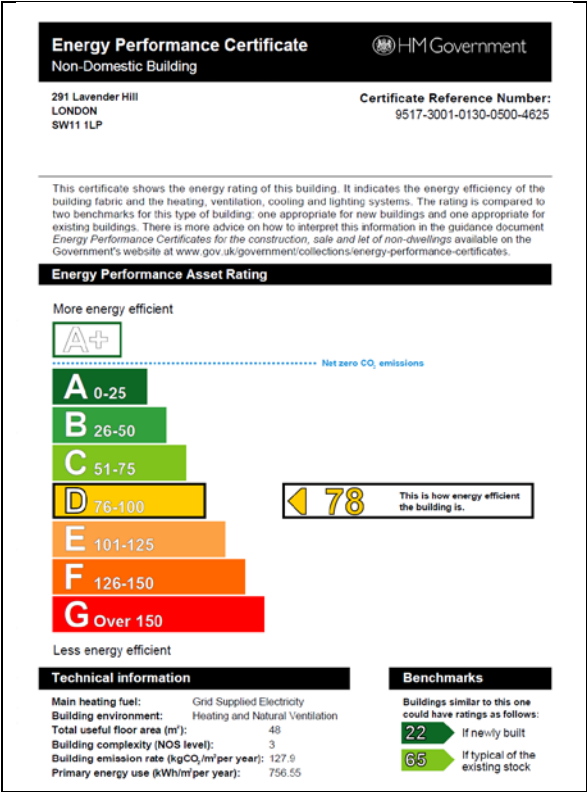 Energy Performance Certificate
HM Government
Non-Domestic Building
291 Lavender Hill
LONDON
SW11 1LP
Certificate Reference Number:
9517-3001-0130-0500-4625
This certificate shows the energy rating of this building. It indicates the energy efficiency of the
building fabric and the heating, ventilation, cooling and lighting systems. The rating is compared to
two benchmarks for this type of building: one appropriate for new buildings and one appropriate for
existing buildings. There is more advice on how to interpret this information in the guidance document
Energy Performance Certificates for the construction, sale and let of non-dwellings available on the
Government's website at www.gov.uk/government/collections/energy-performance-certificates.
Energy Performance Asset Rating
More energy efficient
A+
Net zero CO₂ emissions
A 0-25
B 26-50
C 51-75
D 76-100
78
This is how energy efficient
the building is.
E 101-125
F 126-150
G Over 150
Less energy efficient
Technical information
Main heating fuel: Grid Supplied Electricity
Building environment: Heating and Natural Ventilation
Total useful floor area (m²): 48
Building complexity (NOS level): 3
Building emission rate (kgCO₂/m²per year): 127.9
Primary energy use (kWh/m²per year): 756.55
Benchmarks
Buildings similar to this one
could have ratings as follows:
22 If newly built
65 If typical of the
existing stock